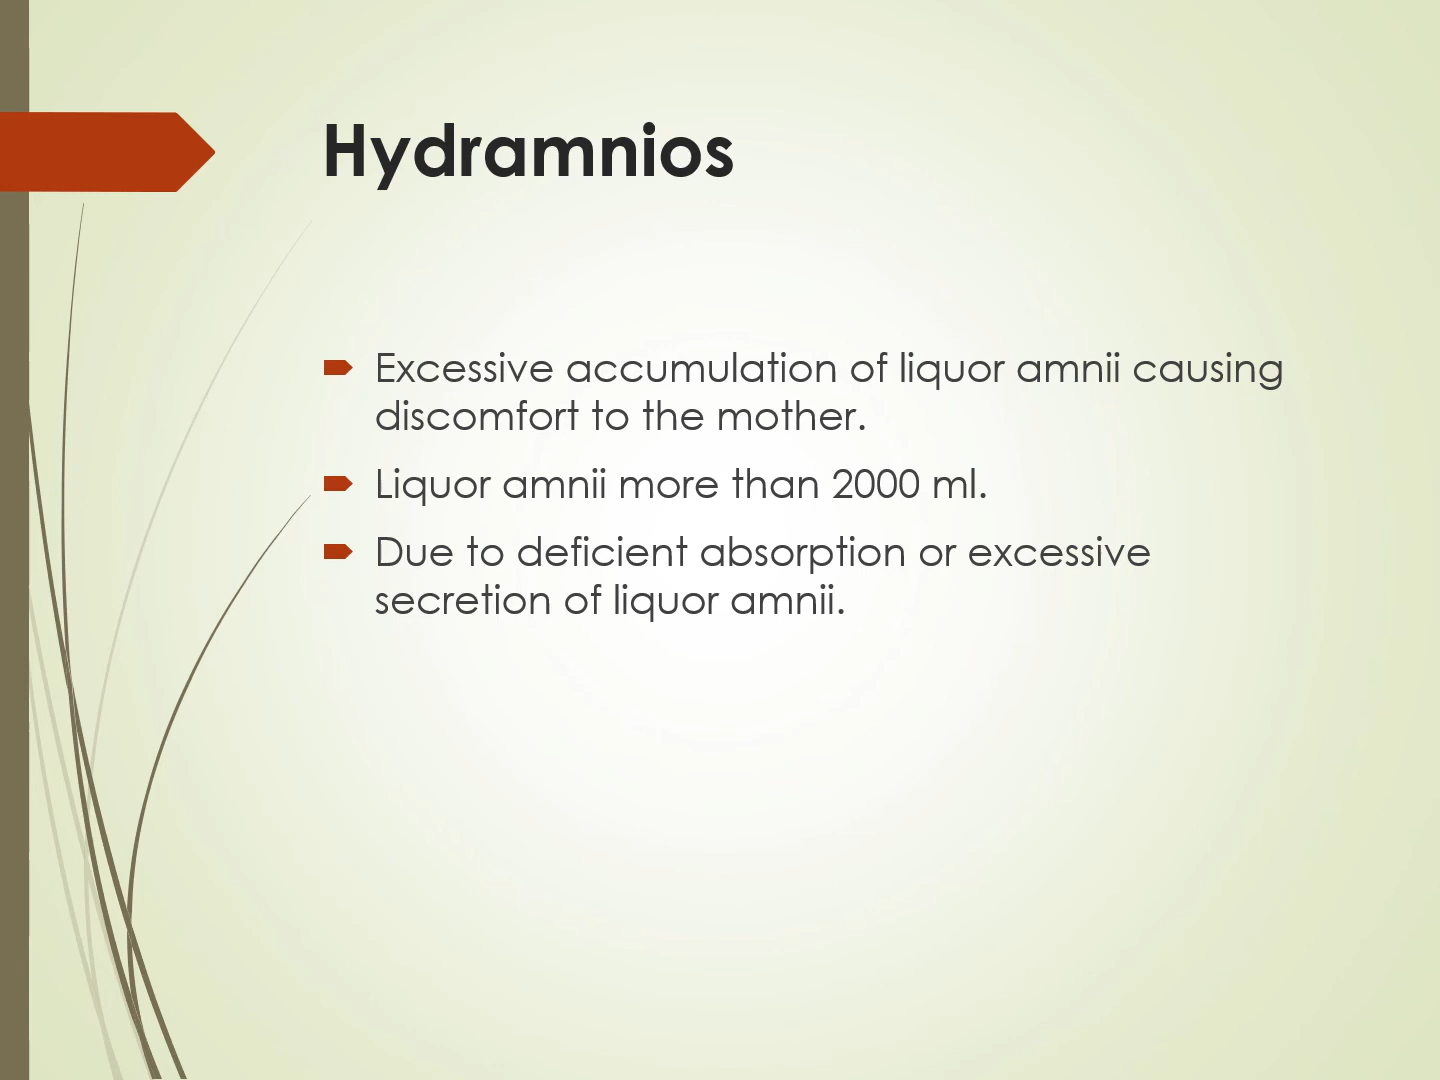 Hydramnios
Excessive accumulation of liquor amnii causing
discomfort to the mother.
Liquor amnii more than 2000 ml.
Due to deficient absorption or excessive
secretion of liquor amnii.